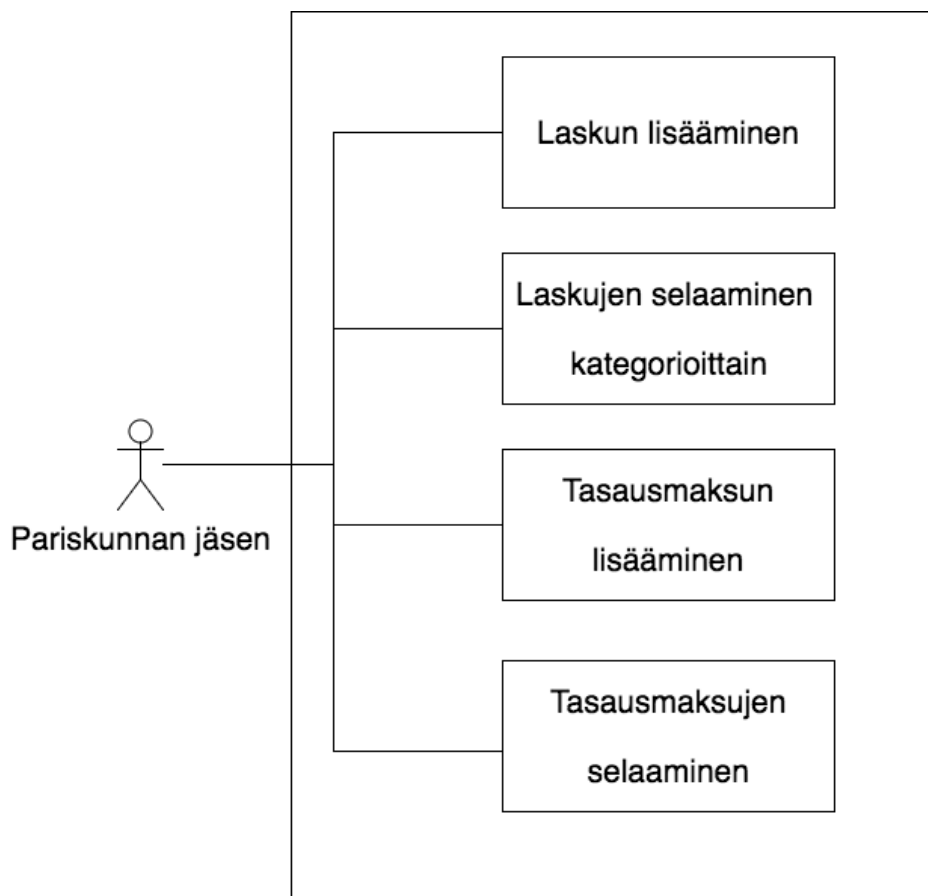 Laskun lisääminen
Laskujen selaaminen
kategorioittain
Tasausmaksun
lisääminen
Pariskunnan jäsen
Tasausmaksujen
selaaminen